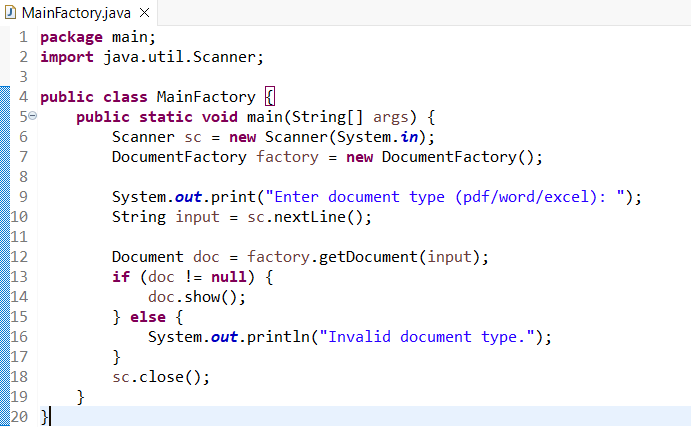 MainFactory.java
1 package main;
2 import java.util.Scanner;
3
4 public class MainFactory {
5     public static void main(String[] args) {
6         Scanner sc = new Scanner(System.in);
7         DocumentFactory factory = new DocumentFactory();
8
9         System.out.print("Enter document type (pdf/word/excel): ");
10         String input = sc.nextLine();
11
12         Document doc = factory.getDocument(input);
13         if (doc != null) {
14             doc.show();
15         } else {
16             System.out.println("Invalid document type.");
17         }
18         sc.close();
19     }
20 }